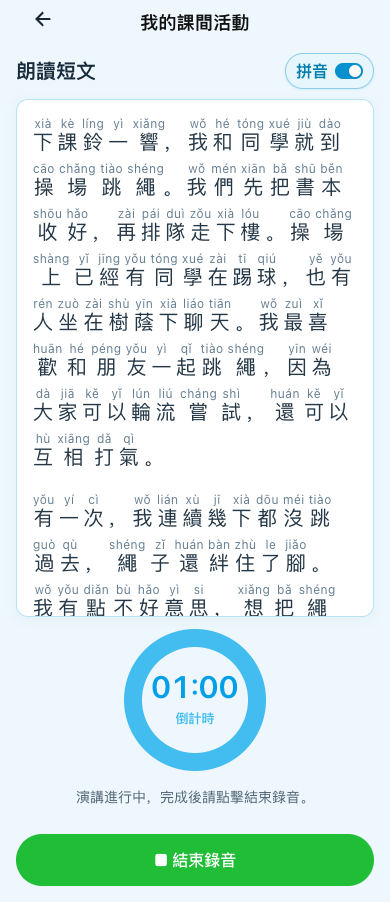 我的課間活動
朗讀短文
拼音
xià kè líng yì xiǎng wǒ hé tóng xué jiù dào
下課鈴一響，我和同學就到
cāo chǎng tiào shéng wǒ mén xiān bǎ shū běn
操場跳繩。我們先把書本
shōu hǎo zài pái duì zǒu xià lóu cāo chǎng
收好，再排隊走下樓。操場
shàng yǐ jīng yǒu tóng xué zài tī qiú yě yǒu
上已經有同學在踢球，也有
rén zuò zài shù yīn xià liáo tiān wǒ zuì xǐ
人坐在樹蔭下聊天。我最喜
huān hé péng yǒu yì qǐ tiào shéng yīn wéi
歡和朋友一起跳繩，因為
dà jiā kě yǐ lún liú cháng shì huán kě yǐ
大家可以輪流嘗試，還可以
hù xiāng dǎ qì
互相打氣。
yǒu yí cì wǒ lián xù jǐ xià dōu méi tiào
有一次，我連續幾下都沒跳
guò qù shéng zǐ huán bàn zhù le jiǎo
過去，繩子還絆住了腳。
wǒ yǒu diǎn bù hǎo yì si xiǎng bǎ shéng
我有點不好意思，想把繩
01:00
倒計時
演講進行中，完成後請點擊結束錄音。
結束錄音